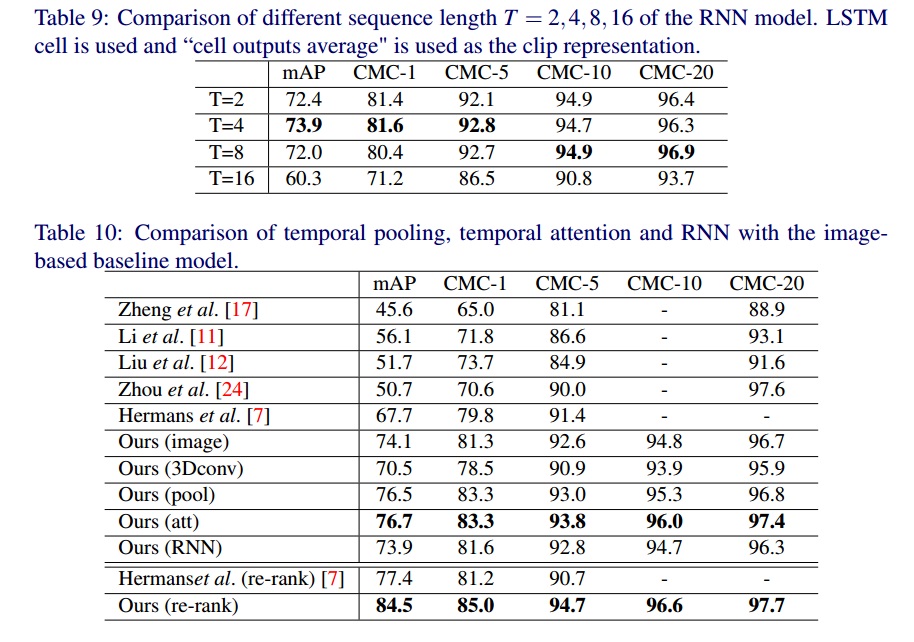 Table 9: Comparison of different sequence length T = 2,4,8,16 of the RNN model. LSTM
cell is used and “cell outputs average" is used as the clip representation.
mAP CMC-1 CMC-5 CMC-10 CMC-20
T=2 72.4 81.4 92.1 94.9 96.4
T=4 73.9 81.6 92.8 94.7 96.3
T=8 72.0 80.4 92.7 94.9 96.9
T=16 60.3 71.2 86.5 90.8 93.7
Table 10: Comparison of temporal pooling, temporal attention and RNN with the image-
based baseline model.
mAP CMC-1 CMC-5 CMC-10 CMC-20
Zheng et al. [17] 45.6 65.0 81.1 - 88.9
Li et al. [11] 56.1 71.8 86.6 - 93.1
Liu et al. [12] 51.7 73.7 84.9 - 91.6
Zhou et al. [24] 50.7 70.6 90.0 - 97.6
Hermans et al. [7] 67.7 79.8 91.4 - -
Ours (image) 74.1 81.3 92.6 94.8 96.7
Ours (3Dconv) 70.5 78.5 90.9 93.9 95.9
Ours (pool) 76.5 83.3 93.0 95.3 96.8
Ours (att) 76.7 83.3 93.8 96.0 97.4
Ours (RNN) 73.9 81.6 92.8 94.7 96.3
Hermanset al. (re-rank) [7] 77.4 81.2 90.7 - -
Ours (re-rank) 84.5 85.0 94.7 96.6 97.7